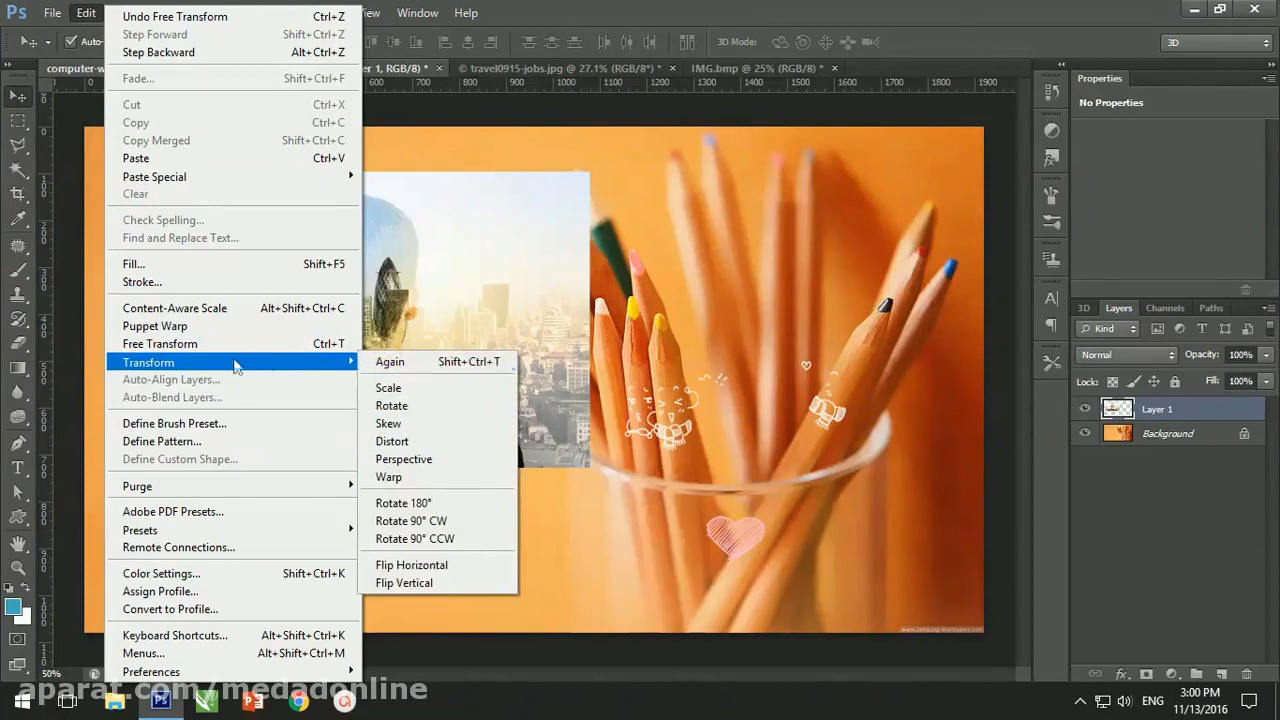 Ps File Edit View Window Help
Undo Free Transform Ctrl+Z
Step Forward Shift+Ctrl+Z
Step Backward Alt+Ctrl+Z
Fade... Shift+Ctrl+F
Cut Ctrl+X
Copy Ctrl+C
Copy Merged Shift+Ctrl+C
Paste Ctrl+V
Paste Special
Clear
Check Spelling...
Find and Replace Text...
Fill... Shift+F5
Stroke...
Content-Aware Scale Alt+Shift+Ctrl+C
Puppet Warp
Free Transform Ctrl+T
Transform
Auto-Align Layers...
Auto-Blend Layers...
Define Brush Preset...
Define Pattern...
Define Custom Shape...
Purge
Adobe PDF Presets...
Presets
Remote Connections...
Color Settings... Shift+Ctrl+K
Assign Profile...
Convert to Profile...
Keyboard Shortcuts... Alt+Shift+Ctrl+K
Menus... Alt+Shift+Ctrl+M
Preferences
Again Shift+Ctrl+T
Scale
Rotate
Skew
Distort
Perspective
Warp
Rotate 180°
Rotate 90° CW
Rotate 90° CCW
Flip Horizontal
Flip Vertical
Auto-
3D Mode:
3D
computer-w
er 1, RGB/8) * ×
© travel0915-jobs.jpg @ 27.1% (RGB/8*) * ×
IMG.bmp @ 25% (RGB/8) * ×
0 700 800 900 1000 1100 1200 1300 1400 1500 1600 1700 1800 1900
Properties
No Properties
3D Layers Channels Paths
Kind
Normal Opacity: 100%
Lock: Fill: 100%
Layer 1
Background
50%
aparat.com/medadonline
ENG
3:00 PM
11/13/2016